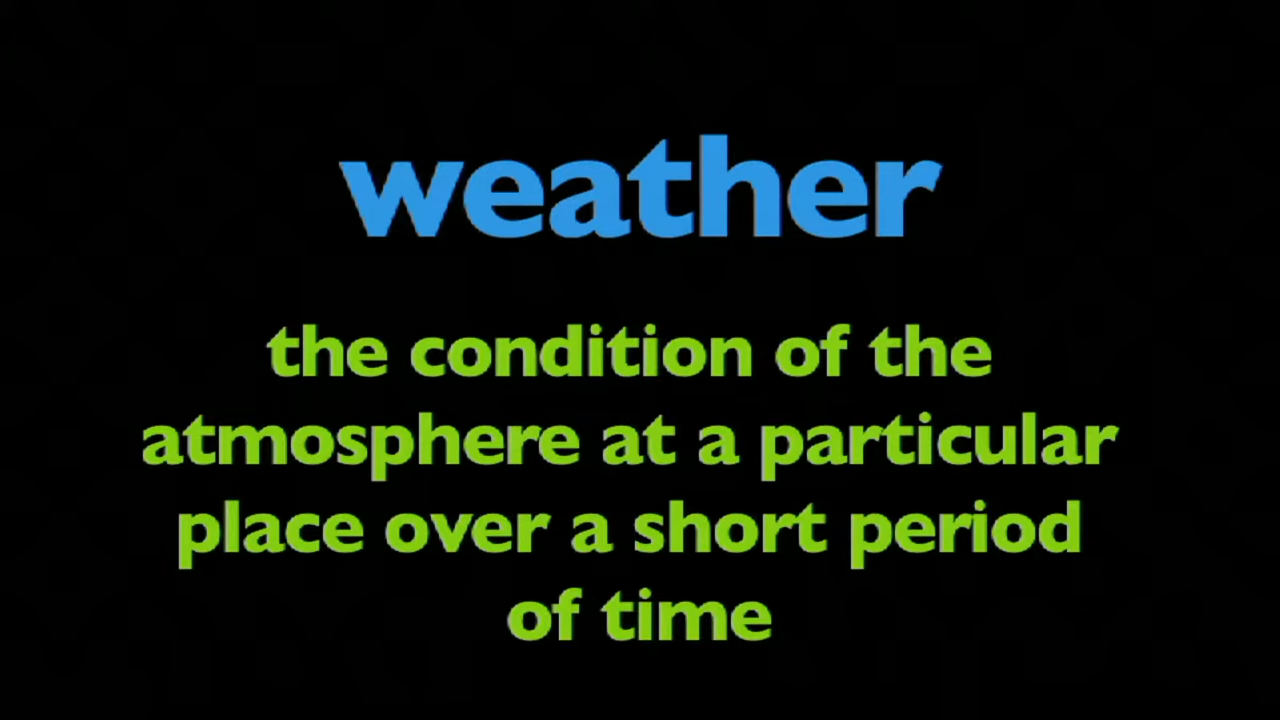 weather
the condition of the
atmosphere at a particular
place over a short period
of time